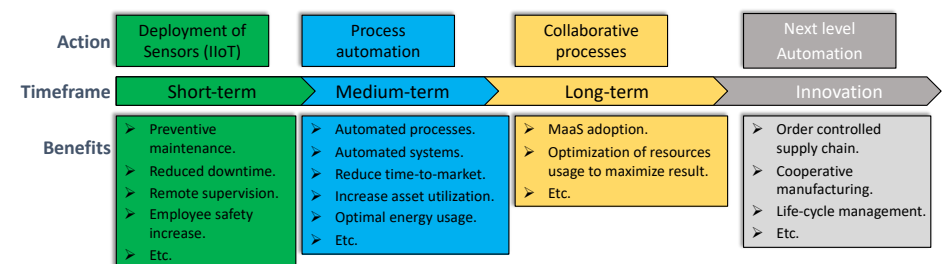 Action
Deployment of
Sensors (IIoT)
Process
automation
Collaborative
processes
Next level
Automation
Timeframe
Short-term
Medium-term
Long-term
Innovation
Benefits
➢ Preventive
maintenance.
➢ Reduced downtime.
➢ Remote supervision.
➢ Employee safety
increase.
➢ Etc.
➢ Automated processes.
➢ Automated systems.
➢ Reduce time-to-market.
➢ Increase asset utilization.
➢ Optimal energy usage.
➢ Etc.
➢ MaaS adoption.
➢ Optimization of resources
usage to maximize result.
➢ Etc.
➢ Order controlled
supply chain.
➢ Cooperative
manufacturing.
➢ Life-cycle management.
➢ Etc.